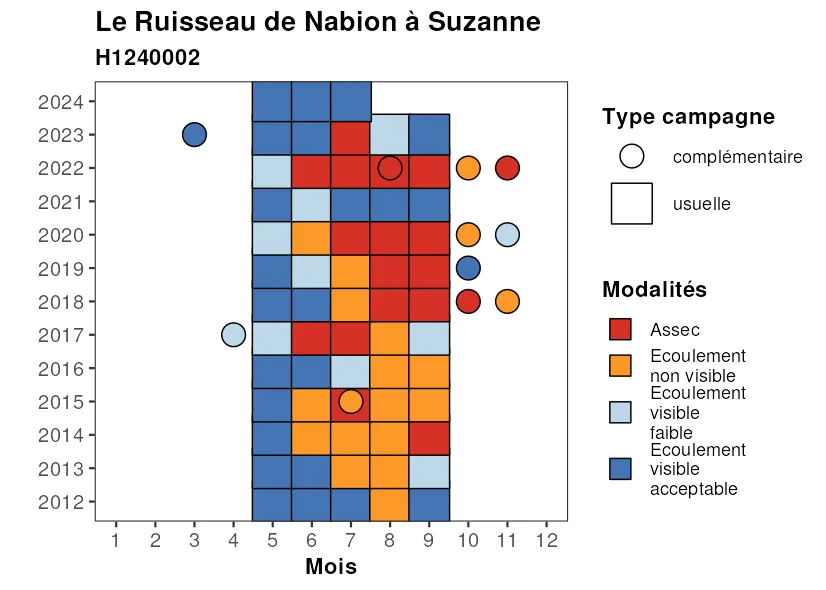 Le Ruisseau de Nabion à Suzanne
H1240002
2024
2023
2022
2021
2020
2019
2018
2017
2016
2015
2014
2013
2012
1 2 3 4 5 6 7 8 9 10 11 12
Mois
Type campagne
complémentaire
usuelle
Modalités
Assec
Ecoulement
non visible
Ecoulement
visible
faible
Ecoulement
visible
acceptable